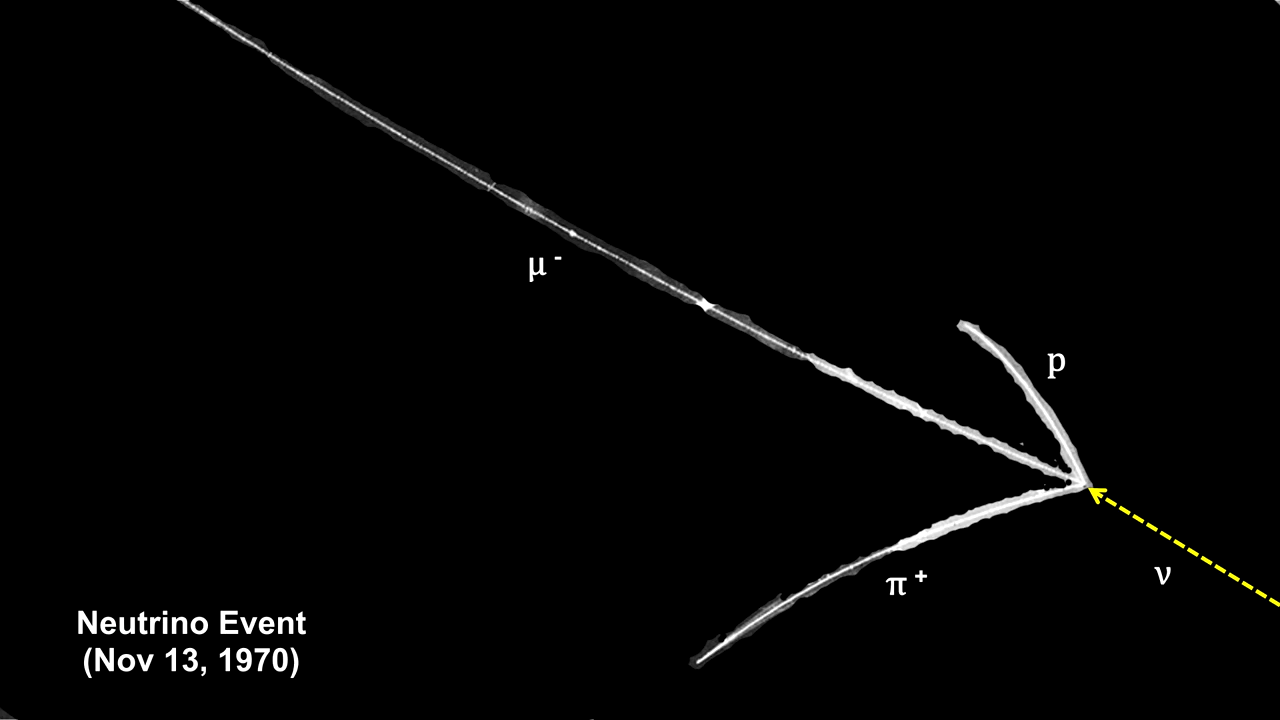 μ -
p
ν
π +
Neutrino Event
(Nov 13, 1970)